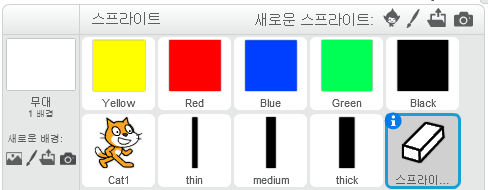 스프라이트 새로운 스프라이트:
무대
1 배경
새로운 배경:
Yellow Red Blue Green Black
Cat1 thin medium thick 스프라이...